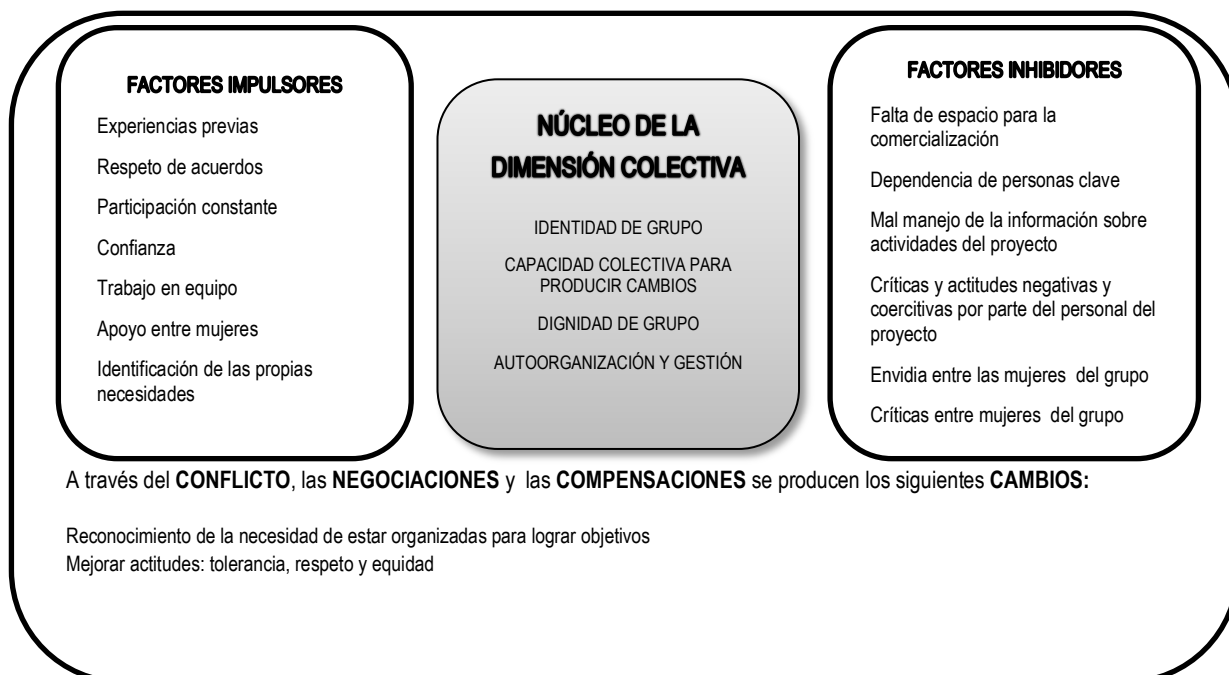 FACTORES IMPULSORES
Experiencias previas
Respeto de acuerdos
Participación constante
Confianza
Trabajo en equipo
Apoyo entre mujeres
Identificación de las propias
necesidades
NÚCLEO DE LA
DIMENSIÓN COLECTIVA
IDENTIDAD DE GRUPO
CAPACIDAD COLECTIVA PARA
PRODUCIR CAMBIOS
DIGNIDAD DE GRUPO
AUTOORGANIZACIÓN Y GESTIÓN
FACTORES INHIBIDORES
Falta de espacio para la
comercialización
Dependencia de personas clave
Mal manejo de la información sobre
actividades del proyecto
Críticas y actitudes negativas y
coercitivas por parte del personal del
proyecto
Envidia entre las mujeres del grupo
Críticas entre mujeres del grupo
A través del CONFLICTO, las NEGOCIACIONES y las COMPENSACIONES se producen los siguientes CAMBIOS:
Reconocimiento de la necesidad de estar organizadas para lograr objetivos
Mejorar actitudes: tolerancia, respeto y equidad